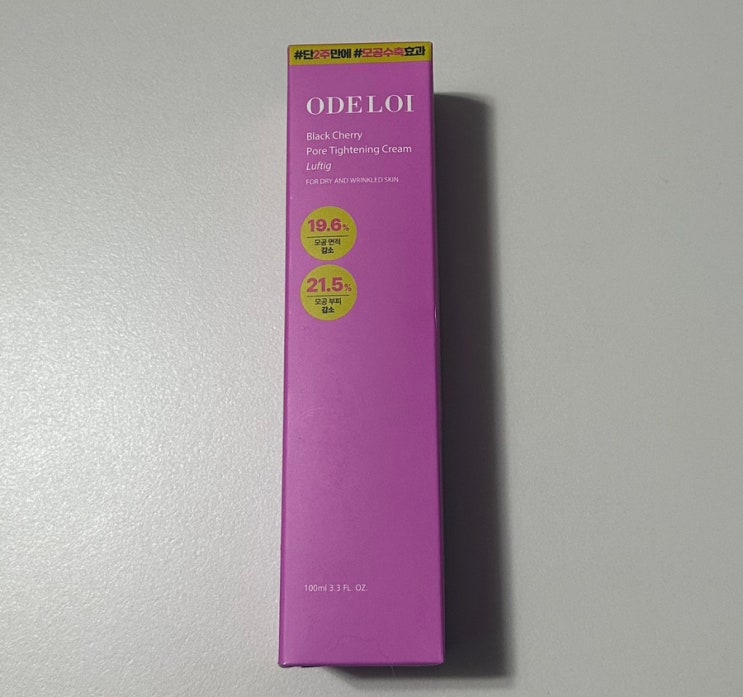 #단2주만에 #모공수축효과
ODELOI
Black Cherry
Pore Tightening Cream
Luftig
FOR DRY AND WRINKLED SKIN
19.6%
모공 면적
감소
21.5%
모공 부피
감소
100ml 3.3 FL. OZ.